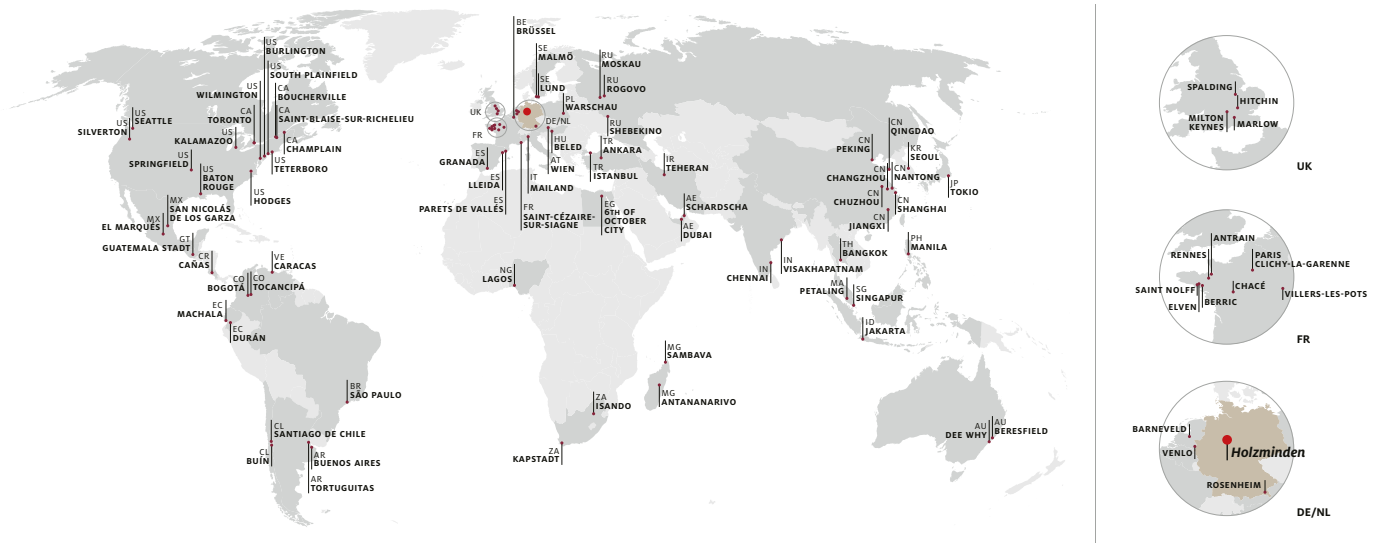 US
BURLINGTON
US
SOUTH PLAINFIELD
US
WILMINGTON
CA
BOUCHERVILLE
CA
TORONTO
CA
SAINT-BLAISE-SUR-RICHELIEU
US
SEATTLE
US
SILVERTON
US
KALAMAZOO
CA
CHAMPLAIN
US
SPRINGFIELD
US
TETERBORO
US
BATON
ROUGE
US
HODGES
MX
SAN NICOLÁS
DE LOS GARZA
MX
EL MARQUÉS
GT
GUATEMALA STADT
CR
CAÑAS
VE
CARACAS
CO
BOGOTÁ
CO
TOCANCIPÁ
EC
MACHALA
EC
DURÁN
BR
SÃO PAULO
CL
SANTIAGO DE CHILE
CL
BUÍN
AR
BUENOS AIRES
AR
TORTUGUITAS
BE
BRÜSSEL
SE
MALMÖ
SE
LUND
RU
MOSKAU
RU
ROGOVO
PL
WARSCHAU
UK
DE/NL
RU
SHEBEKINO
FR
HU
BELED
TR
ANKARA
ES
GRANADA
AT
WIEN
TR
ISTANBUL
IR
TEHERAN
ES
LLEIDA
IT
MAILAND
ES
PARETS DE VALLÉS
FR
SAINT-CÉZAIRE-
SUR-SIAGNE
EG
6TH OF
OCTOBER
CITY
AE
SCHARDSCHA
AE
DUBAI
NG
LAGOS
MG
SAMBAVA
MG
ANTANANARIVO
ZA
ISANDO
ZA
KAPSTADT
CN
QINGDAO
CN
PEKING
KR
SEOUL
CN
CHANGZHOU
CN
NANTONG
JP
TOKIO
CN
CHUZHOU
CN
SHANGHAI
CN
JIANGXI
PH
MANILA
TH
BANGKOK
IN
VISAKHAPATNAM
IN
CHENNAI
MA
PETALING
SG
SINGAPUR
ID
JAKARTA
AU
DEE WHY
AU
BERESFIELD
SPALDING
HITCHIN
MILTON
KEYNES
MARLOW
UK
ANTRAIN
RENNES
PARIS
CLICHY-LA-GARENNE
SAINT NOLFF
CHACÉ
VILLERS-LES-POTS
ELVEN
BERRIC
FR
BARNEVELD
VENLO
Holzminden
ROSENHEIM
DE/NL